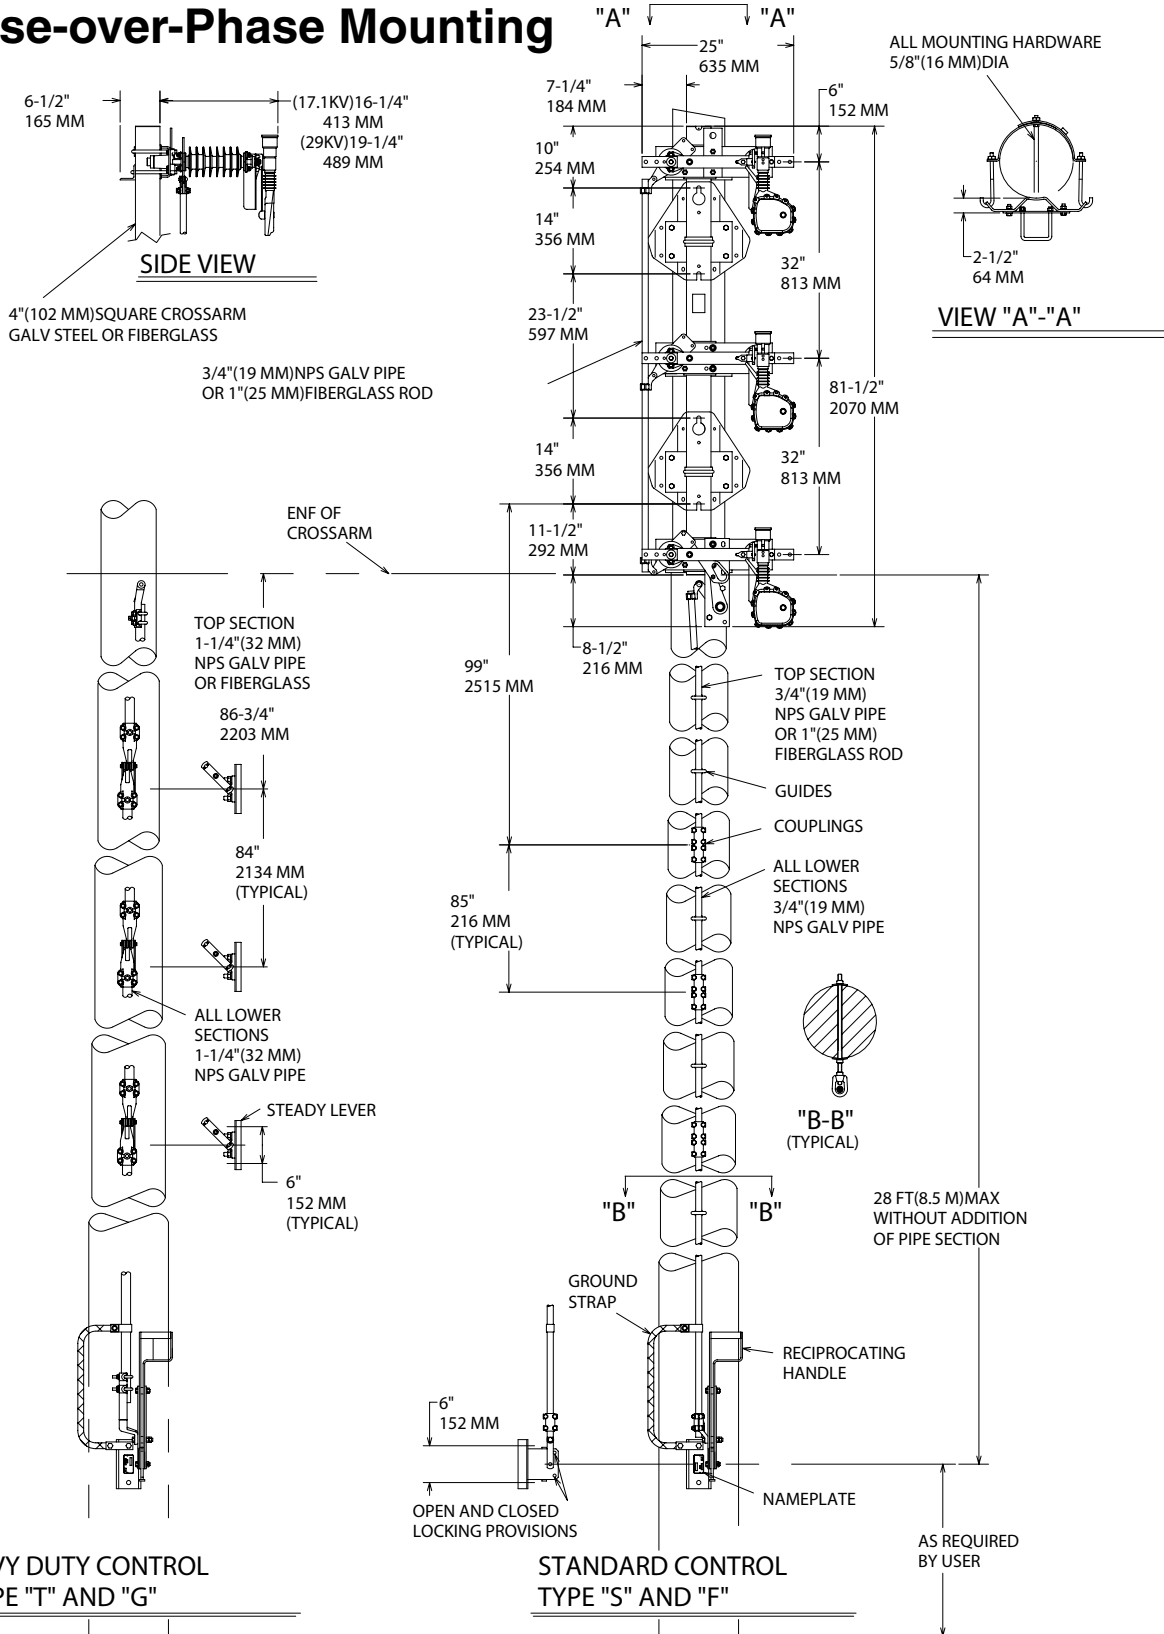 se-over-Phase Mounting
"A"
"A"
25"
635 MM
ALL MOUNTING HARDWARE
5/8"(16 MM)DIA
6-1/2"
165 MM
(17.1KV)16-1/4"
413 MM
(29KV)19-1/4"
489 MM
7-1/4"
184 MM
6"
152 MM
10"
254 MM
14"
356 MM
SIDE VIEW
32"
813 MM
2-1/2"
64 MM
4"(102 MM)SQUARE CROSSARM
GALV STEEL OR FIBERGLASS
23-1/2"
597 MM
VIEW "A"-"A"
3/4"(19 MM)NPS GALV PIPE
OR 1"(25 MM)FIBERGLASS ROD
81-1/2"
2070 MM
14"
356 MM
32"
813 MM
ENF OF
CROSSARM
11-1/2"
292 MM
TOP SECTION
1-1/4"(32 MM)
NPS GALV PIPE
OR FIBERGLASS
8-1/2"
216 MM
99"
2515 MM
TOP SECTION
3/4"(19 MM)
NPS GALV PIPE
OR 1"(25 MM)
FIBERGLASS ROD
86-3/4"
2203 MM
GUIDES
COUPLINGS
84"
2134 MM
(TYPICAL)
ALL LOWER
SECTIONS
3/4"(19 MM)
NPS GALV PIPE
85"
216 MM
(TYPICAL)
ALL LOWER
SECTIONS
1-1/4"(32 MM)
NPS GALV PIPE
STEADY LEVER
"B-B"
(TYPICAL)
6"
152 MM
(TYPICAL)
"B"
"B"
28 FT(8.5 M)MAX
WITHOUT ADDITION
OF PIPE SECTION
GROUND
STRAP
RECIPROCATING
HANDLE
6"
152 MM
NAMEPLATE
OPEN AND CLOSED
LOCKING PROVISIONS
AS REQUIRED
BY USER
VY DUTY CONTROL
PE "T" AND "G"
STANDARD CONTROL
TYPE "S" AND "F"